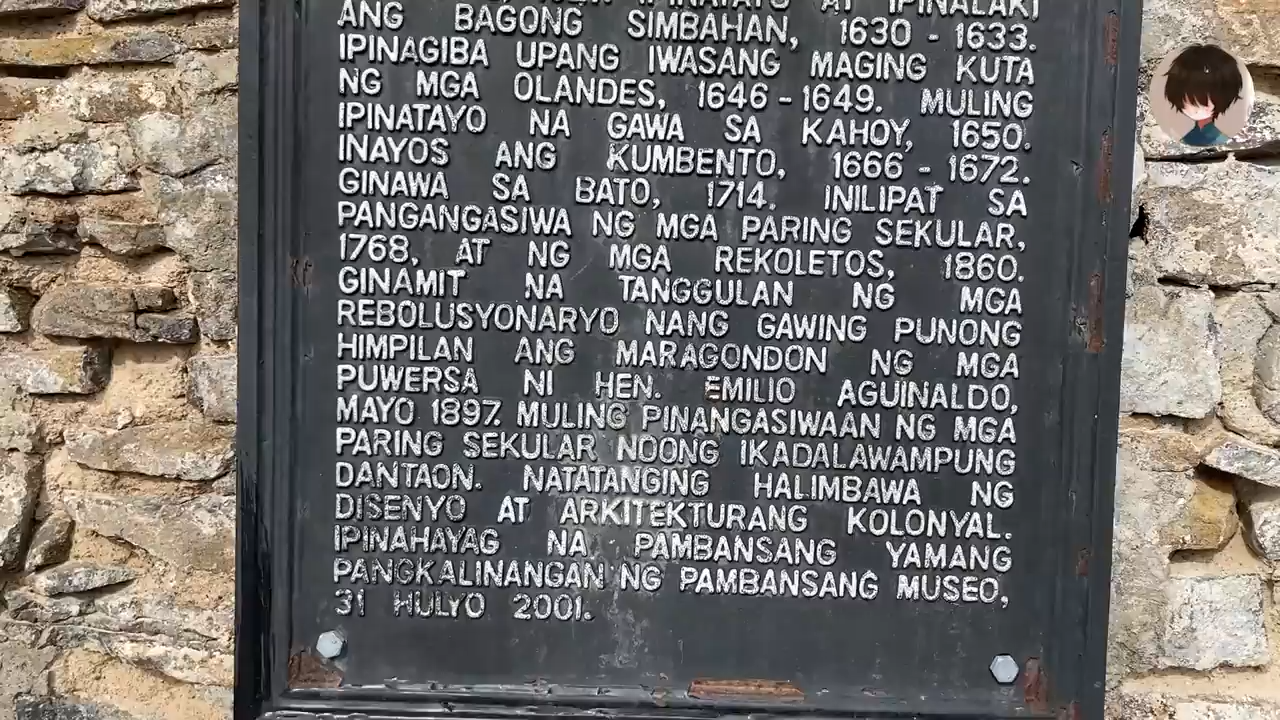 IPINATAYO AT IPINALAKI
ANG BAGONG SIMBAHAN, 1630 - 1633.
IPINAGIBA UPANG IWASANG MAGING KUTA
NG MGA OLANDES, 1646 - 1649. MULING
IPINATAYO NA GAWA SA KAHOY, 1650.
INAYOS ANG KUMBENTO, 1666 - 1672.
GINAWA SA BATO, 1714. INILIPAT SA
PANGANGASIWA NG MGA PARING SEKULAR,
1768, AT NG MGA REKOLETOS, 1860.
GINAMIT NA TANGGULAN NG MGA
REBOLUSYONARYO NANG GAWING PUNONG
HIMPILAN ANG MARAGONDON NG MGA
PUWERSA NI HEN. EMILIO AGUINALDO,
MAYO 1897. MULING PINANGASIWAAN NG MGA
PARING SEKULAR NOONG IKADALAWAMPUNG
DANTAON. NATATANGING HALIMBAWA NG
DISENYO AT ARKITEKTURANG KOLONYAL.
IPINAHAYAG NA PAMBANSANG YAMANG
PANGKALINANGAN NG PAMBANSANG MUSEO,
31 HULYO 2001.